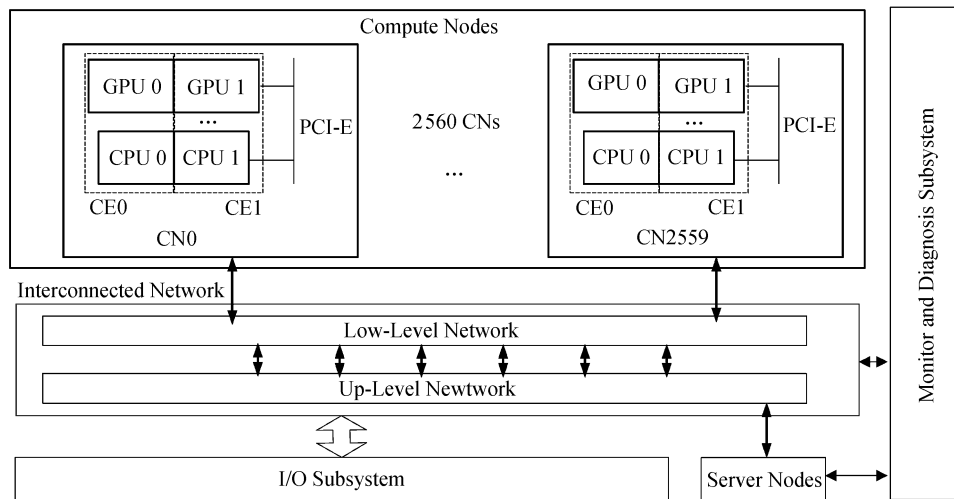 Compute Nodes
GPU 0 GPU 1
...
CPU 0 CPU 1
PCI-E
CE0 CE1
CN0
2560 CNs
...
GPU 0 GPU 1
...
CPU 0 CPU 1
PCI-E
CE0 CE1
CN2559
Interconnected Network
Low-Level Network
Up-Level Newtwork
I/O Subsystem
Server Nodes
Monitor and Diagnosis Subsystem